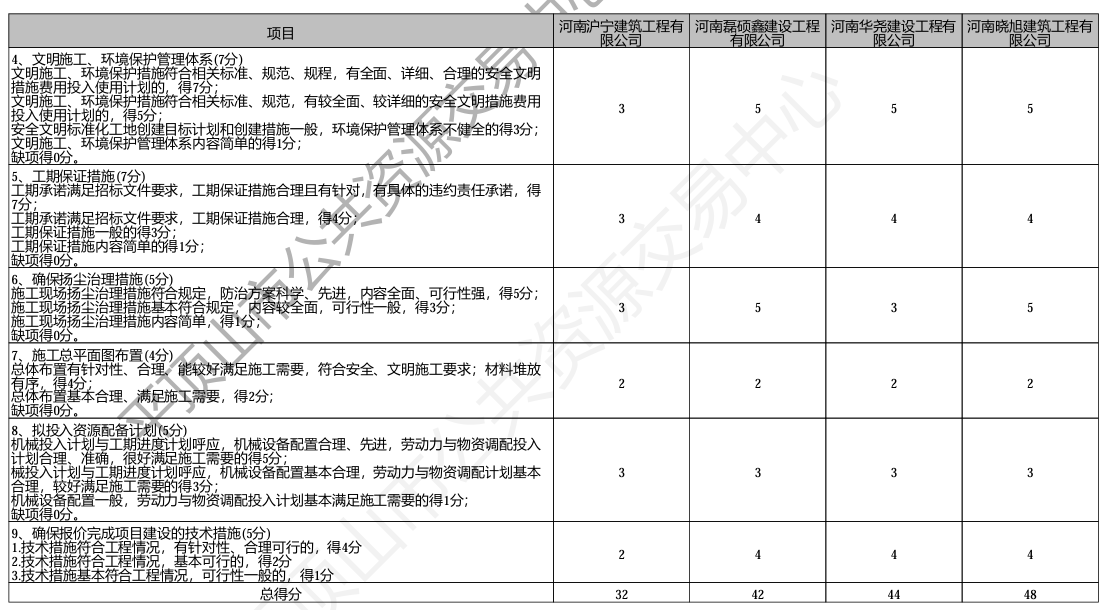 项目
河南沪宁建筑工程有
限公司
河南磊硕鑫建设工程
有限公司
河南华尧建设工程有
限公司
河南晓旭建筑工程有
限公司
4、文明施工、环境保护管理体系(7分)
文明施工、环境保护措施符合相关标准、规范、规程，有全面、详细、合理的安全文明
措施费用投入使用计划的，得7分；
文明施工、环境保护措施符合相关标准、规范，有较全面、较详细的安全文明措施费用
投入使用计划的，得5分；
安全文明标准化工地创建目标计划和创建措施一般，环境保护管理体系不健全的得3分；
文明施工、环境保护管理体系内容简单的得1分；
缺项得0分。
3
5
5
5
5、工期保证措施(7分)
工期承诺满足招标文件要求，工期保证措施合理且有针对，有具体的违约责任承诺，得
7分；
工期承诺满足招标文件要求，工期保证措施合理，得4分；
工期保证措施一般的得3分；
工期保证措施内容简单的得1分；
缺项得0分。
3
4
4
4
6、确保扬尘治理措施(5分)
施工现场扬尘治理措施符合规定，防治方案科学、先进，内容全面、可行性强，得5分；
施工现场扬尘治理措施基本符合规定，内容较全面，可行性一般，得3分；
施工现场扬尘治理措施内容简单，得1分；
缺项得0分。
3
5
3
5
7、施工总平面图布置(4分)
总体布置有针对性、合理，能较好满足施工需要，符合安全、文明施工要求；材料堆放
有序，得4分；
总体布置基本合理、满足施工需要，得2分；
缺项得0分。
2
2
2
2
8、拟投入资源配备计划(5分)
机械投入计划与工期进度计划呼应，机械设备配置合理、先进，劳动力与物资调配投入
计划合理、准确，很好满足施工需要的得5分；
械投入计划与工期进度计划呼应，机械设备配置基本合理，劳动力与物资调配计划基本
合理，较好满足施工需要的得3分；
机械设备配置一般，劳动力与物资调配投入计划基本满足施工需要的得1分；
缺项得0分。
3
3
3
3
9、确保报价完成项目建设的技术措施(5分)
1.技术措施符合工程情况，有针对性、合理可行的，得4分
2.技术措施符合工程情况，基本可行的，得2分
3.技术措施基本符合工程情况，可行性一般的，得1分
2
4
4
4
总得分
32
42
44
48
平顶山市公共资源交易中心
平顶山市公共资源交易中心